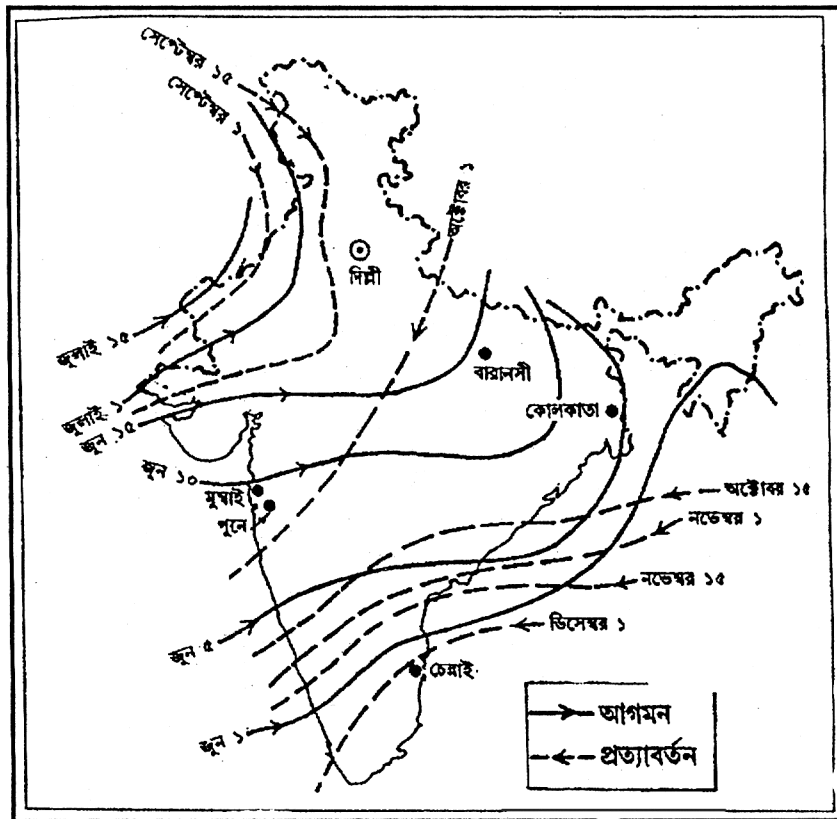 সেপ্টেম্বর ১৫
সেপ্টেম্বর ১
অক্টোবর ১
দিল্লী
জুলাই ১৫
জুলাই ১
জুন ১৫
বারানসী
কোলকাতা
জুন ১০
মুম্বাই
পুনে
অক্টোবর ১৫
নভেম্বর ১
নভেম্বর ১৫
জুন ৫
ডিসেম্বর ১
চেন্নাই
জুন ১
আগমন
প্রত্যাবর্তন